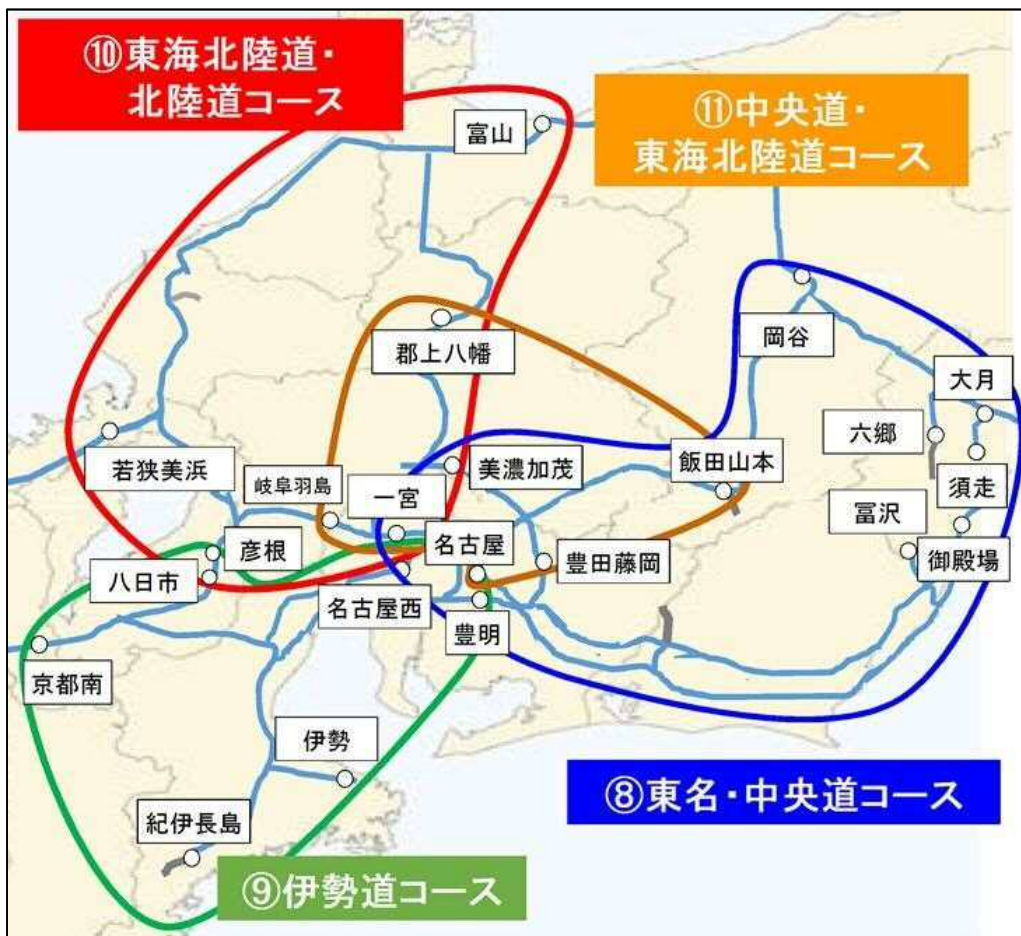 ⑩東海北陸道・
北陸道コース
⑪中央道・
東海北陸道コース
富山
岡谷
郡上八幡
大月
六郷
若狭美浜
岐阜羽島
一宮
美濃加茂
飯田山本
須走
冨沢
彦根
名古屋
豊田藤岡
御殿場
八日市
名古屋西
豊明
京都南
伊勢
⑧東名・中央道コース
紀伊長島
⑨伊勢道コース